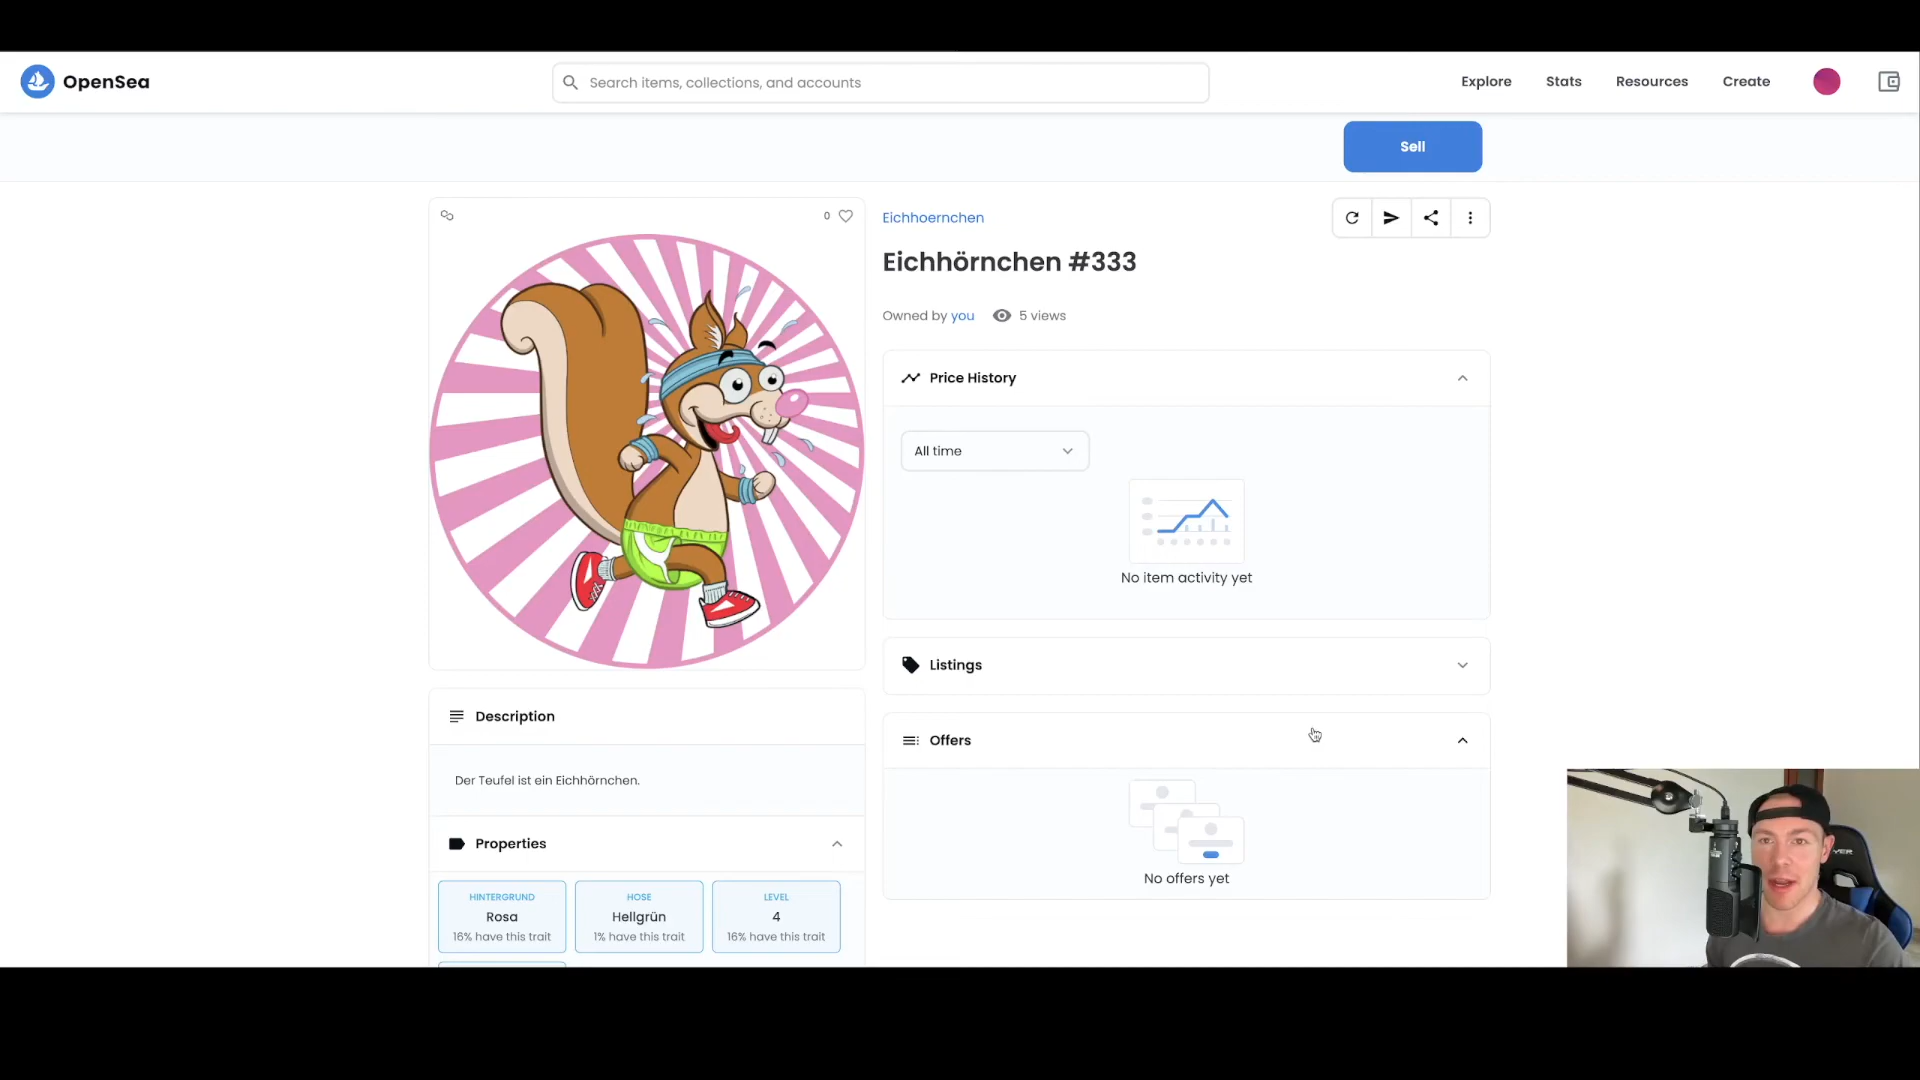 OpenSea
Search items, collections, and accounts
Explore
Stats
Resources
Create
Sell
0
Eichhoernchen
Eichhörnchen #333
Owned by you
5 views
Price History
All time
No item activity yet
Listings
Offers
No offers yet
Description
Der Teufel ist ein Eichhörnchen.
Properties
HINTERGRUND
Rosa
16% have this trait
HOSE
Hellgrün
1% have this trait
LEVEL
4
16% have this trait